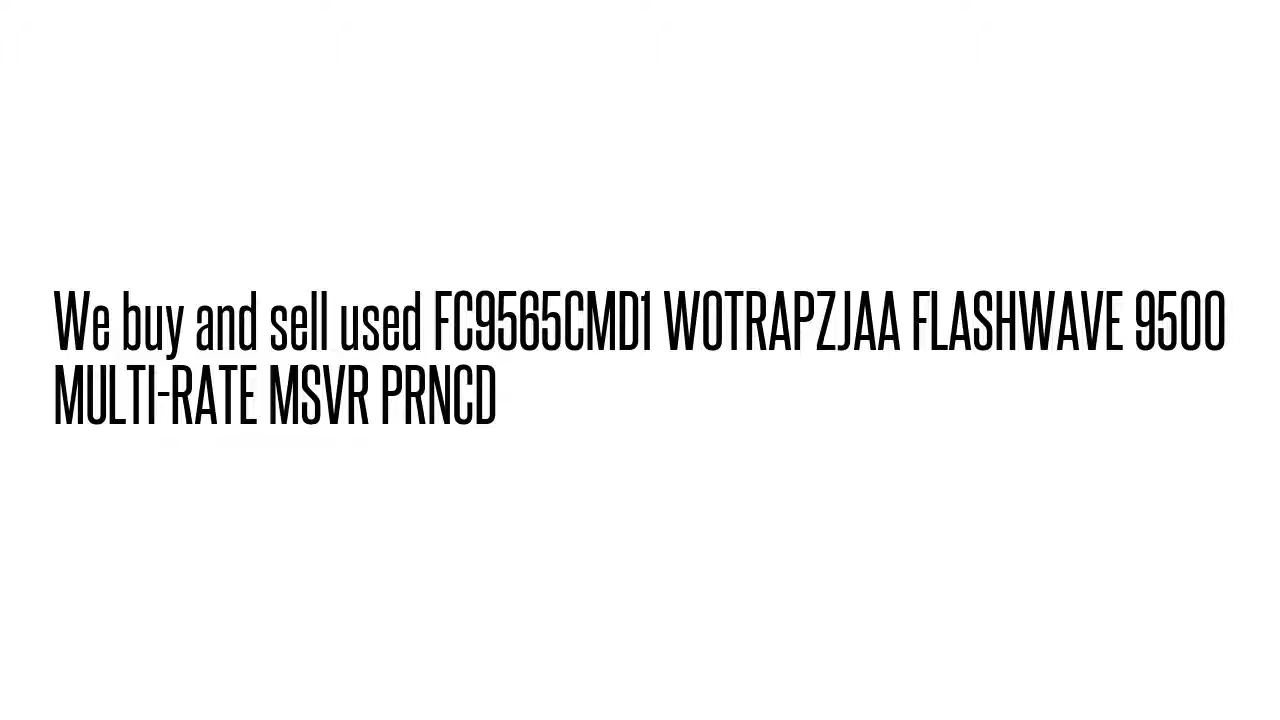 We buy and sell used FC9565CMD1 WOTRAPZJAA FLASHWAVE 9500
MULTI-RATE MSVR PRNCD